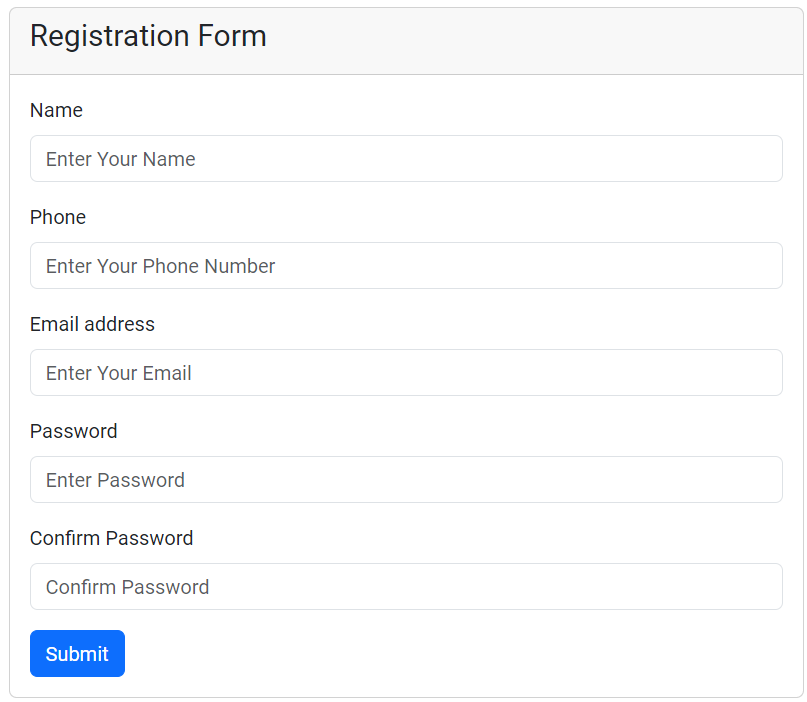 Registration Form
Name
Enter Your Name
Phone
Enter Your Phone Number
Email address
Enter Your Email
Password
Enter Password
Confirm Password
Confirm Password
Submit